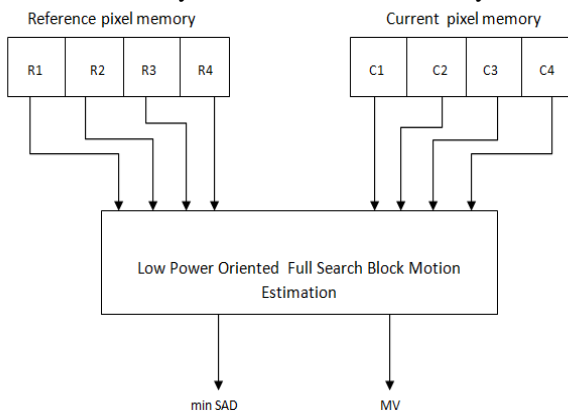 Reference pixel memory
Current pixel memory
R1 R2 R3 R4
C1 C2 C3 C4
Low Power Oriented Full Search Block Motion
Estimation
min SAD
MV